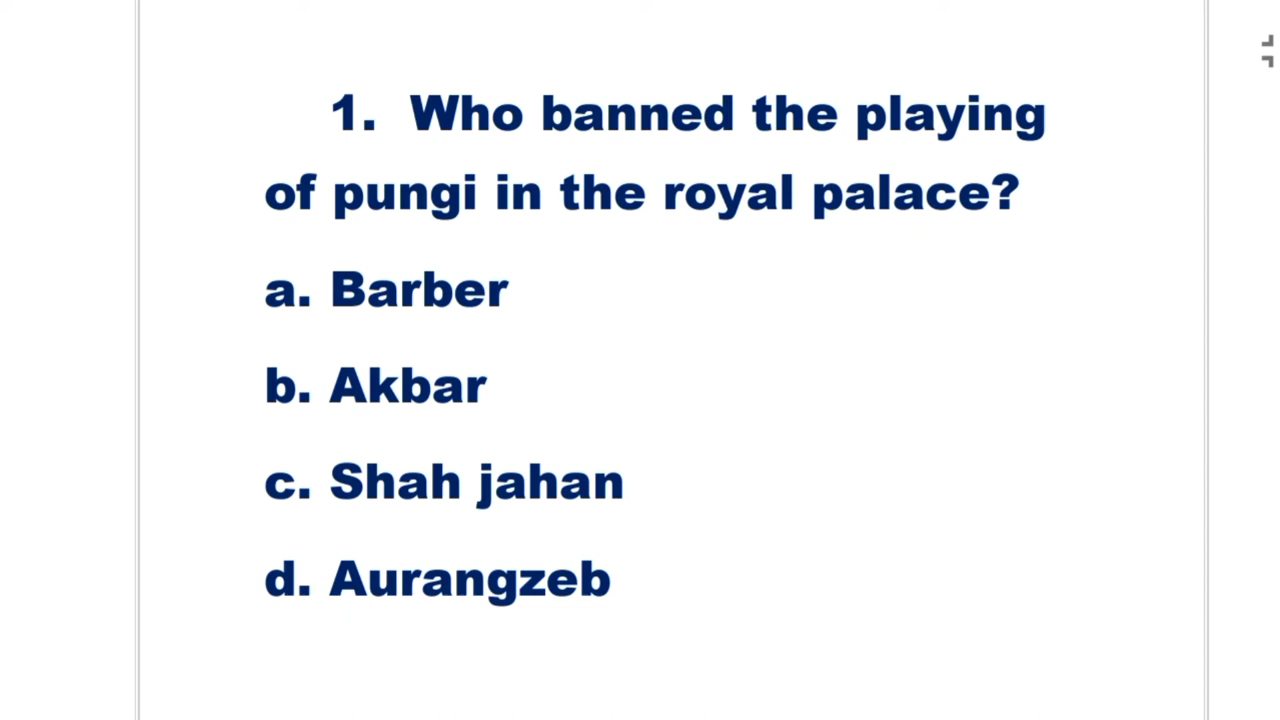 1. Who banned the playing
of pungi in the royal palace?
a. Barber
b. Akbar
c. Shah jahan
d. Aurangzeb